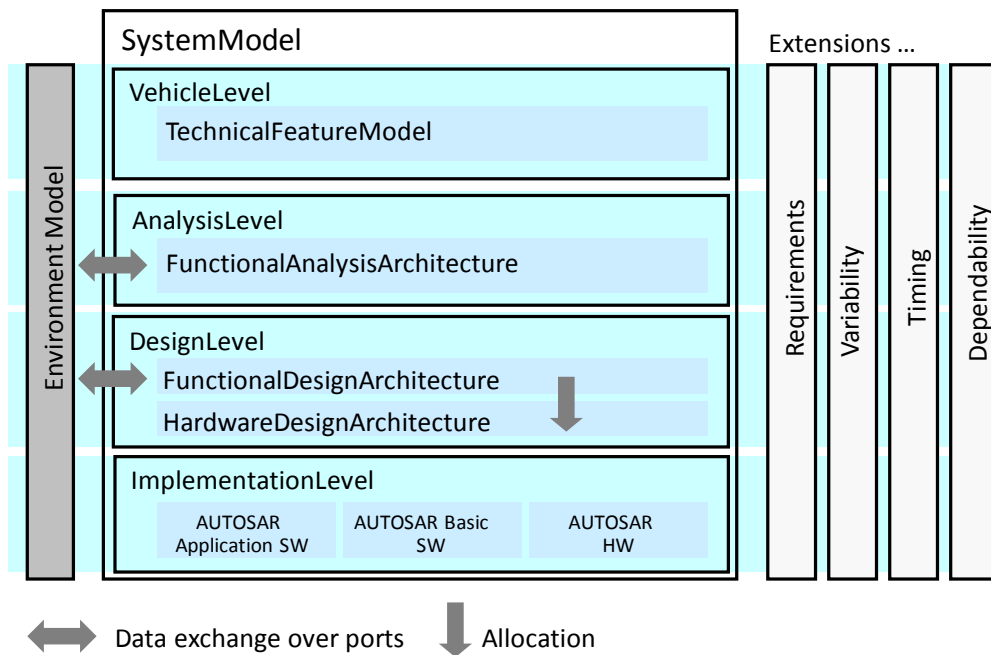 SystemModel
Extensions ...
VehicleLevel
TechnicalFeatureModel
AnalysisLevel
FunctionalAnalysisArchitecture
DesignLevel
FunctionalDesignArchitecture
HardwareDesignArchitecture
ImplementationLevel
AUTOSAR
Application SW
AUTOSAR Basic
SW
AUTOSAR
HW
Environment Model
Requirements
Variability
Timing
Dependability
Data exchange over ports
Allocation